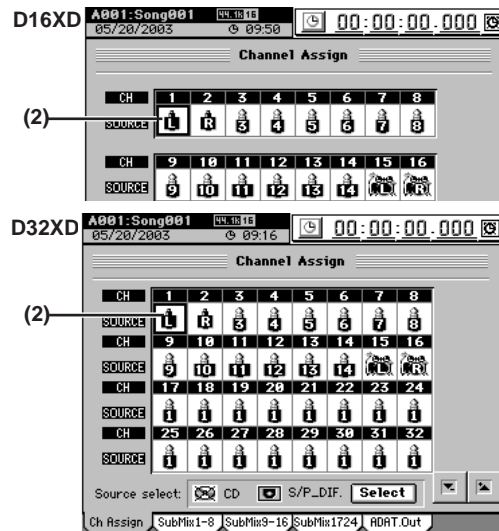 D16XD
A001:Song001 44.1K 16 00:00:00.000
05/20/2003 09:50
Channel Assign
CH 1 2 3 4 5 6 7 8
(2)
SOURCE L R 3 4 5 6 7 8
CH 9 10 11 12 13 14 15 16
SOURCE 9 10 11 12 13 14 L R
D32XD
A001:Song001 44.1K 16 00:00:00.000
05/20/2003 09:16
Channel Assign
CH 1 2 3 4 5 6 7 8
(2)
SOURCE L R 3 4 5 6 7 8
CH 9 10 11 12 13 14 15 16
SOURCE 9 10 11 12 13 14 L R
CH 17 18 19 20 21 22 23 24
SOURCE 1 1 1 1 1 1 1 1
CH 25 26 27 28 29 30 31 32
SOURCE 1 1 1 1 1 1 1 1
Source select: CD S/P_DIF. Select
Ch Assign SubMix1-8 SubMix9-16 SubMix1724 ADAT.Out